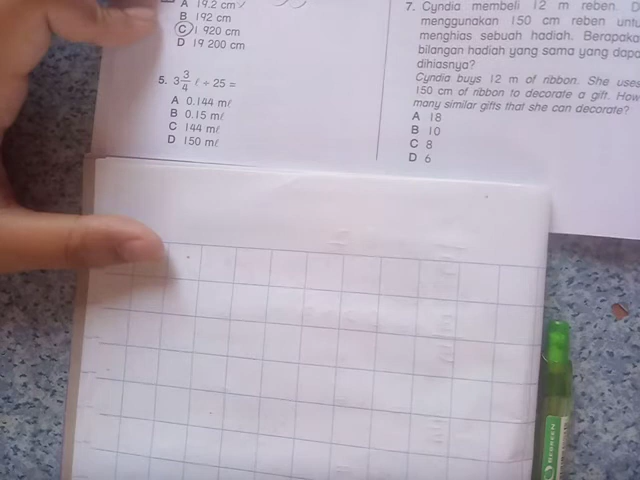 A 19.2 cm
B 192 cm
C 1 920 cm
D 19 200 cm
5. 3 3/4 ℓ ÷ 25 =
A 0.144 mℓ
B 0.15 mℓ
C 144 mℓ
D 150 mℓ
7. Cyndia membeli 12 m reben. D
menggunakan 150 cm reben untu
menghias sebuah hadiah. Berapaka
bilangan hadiah yang sama yang dapa
dihiasnya?
Cyndia buys 12 m of ribbon. She uses
150 cm of ribbon to decorate a gift. How
many similar gifts that she can decorate?
A 18
B 10
C 8
D 6